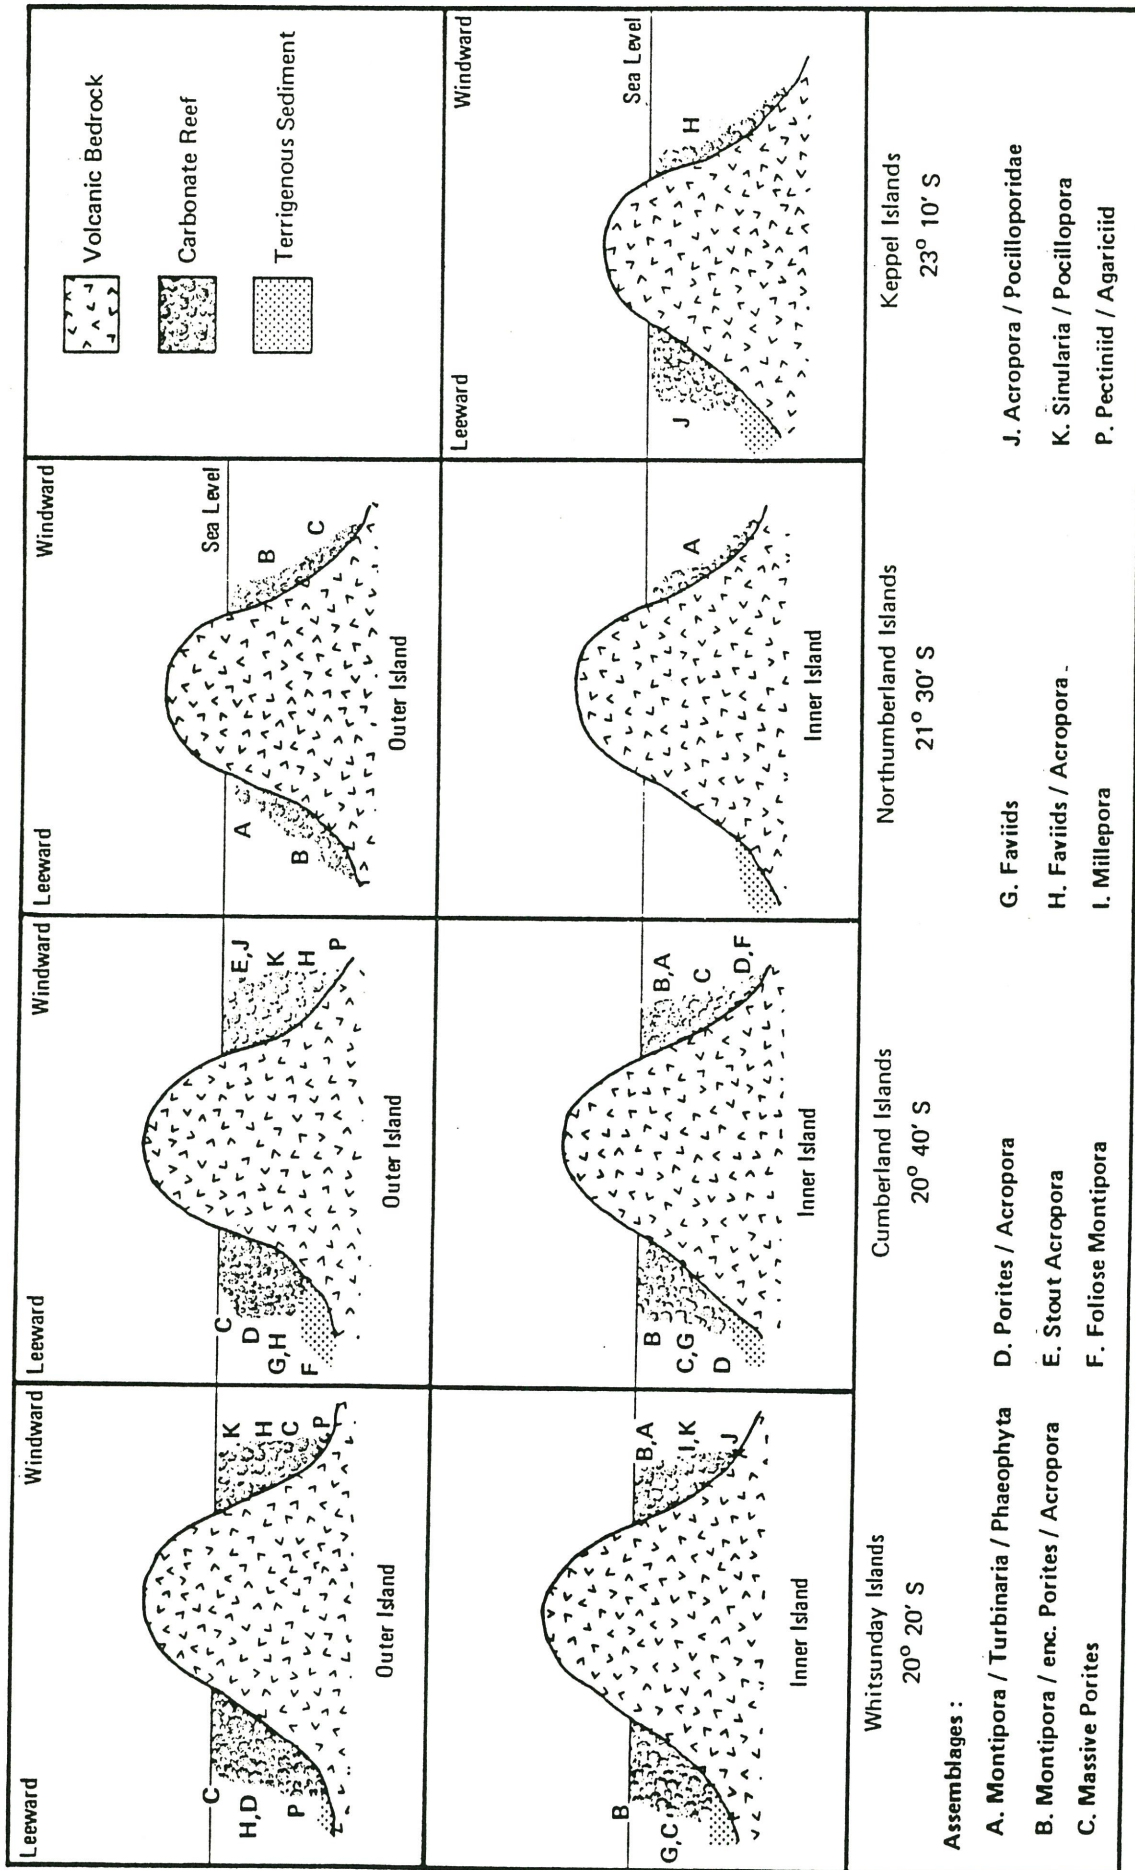 Leeward
Windward
C
H,D
P
K
H
C
P
Outer Island
Leeward
Windward
C
D
G,H
F
E,J
K
H
P
Outer Island
Leeward
Windward
Sea Level
A
B
B
C
Outer Island
Volcanic Bedrock
Carbonate Reef
Terrigenous Sediment
B
G,C
B,A
I,K
J
Inner Island
B
C,G
D
B,A
C
D,F
Inner Island
A
Inner Island
Leeward
Windward
Sea Level
J
H
Whitsunday Islands
20° 20' S
Cumberland Islands
20° 40' S
Northumberland Islands
21° 30' S
Keppel Islands
23° 10' S
Assemblages :
A. Montipora / Turbinaria / Phaeophyta
B. Montipora / enc. Porites / Acropora
C. Massive Porites
D. Porites / Acropora
E. Stout Acropora
F. Foliose Montipora
G. Faviids
H. Faviids / Acropora
I. Millepora
J. Acropora / Pocilloporidae
K. Sinularia / Pocillopora
P. Pectiniid / Agariciid